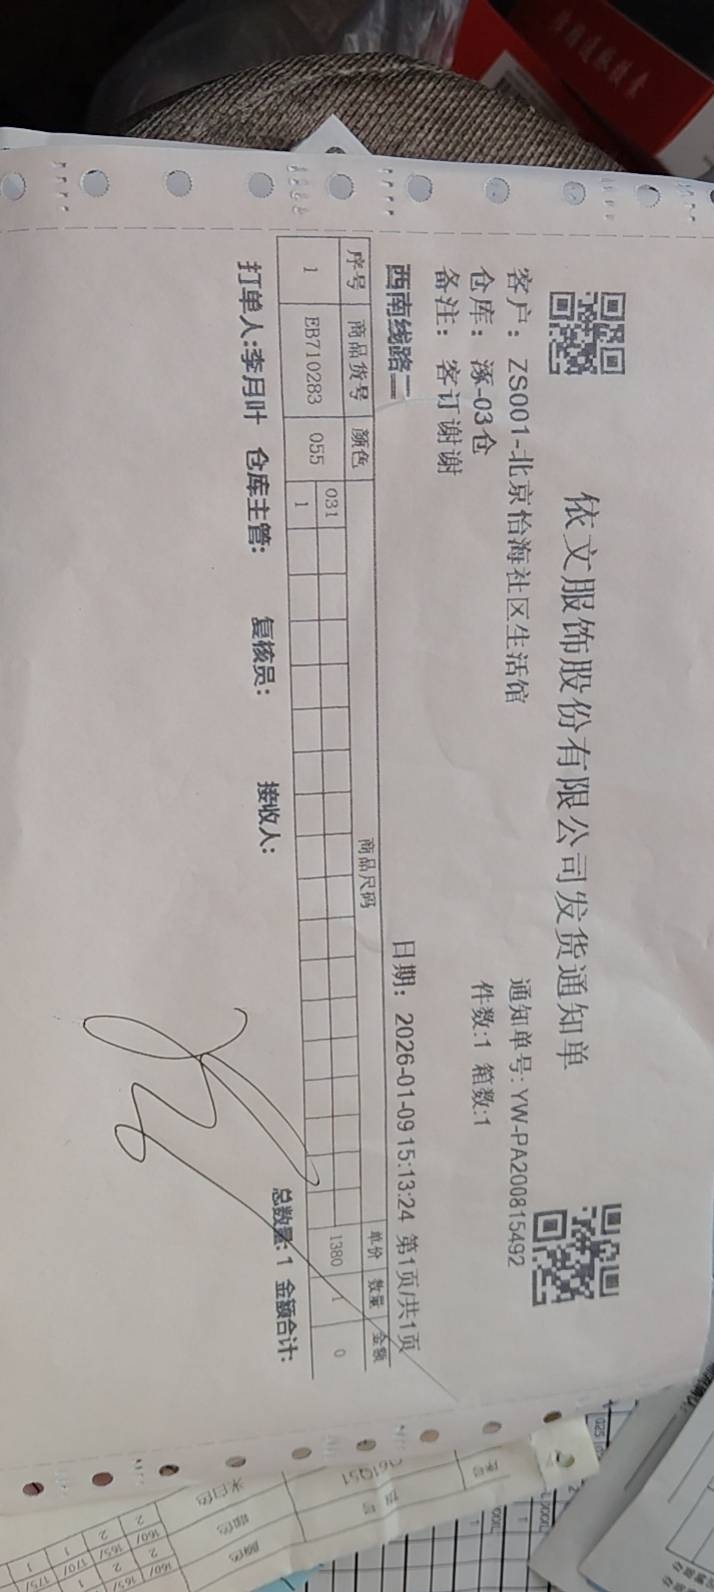 依文服饰股份有限公司发货通知单
客户：ZS001-北京怡海社区生活馆 通知单号:YW-PA200815492
仓库：涿-03仓 件数:1 箱数:1
备注：客订谢谢
西南线路二 日期：2026-01-09 15:13:24 第1页/共1页
序号 商品货号 颜色 商品尺码 单价 数量 金额
031
1 EB710283 055 1 1380 1 0
总数量:1 金额合计:
打单人:李月叶 仓库主管: 复核员: 接收人: